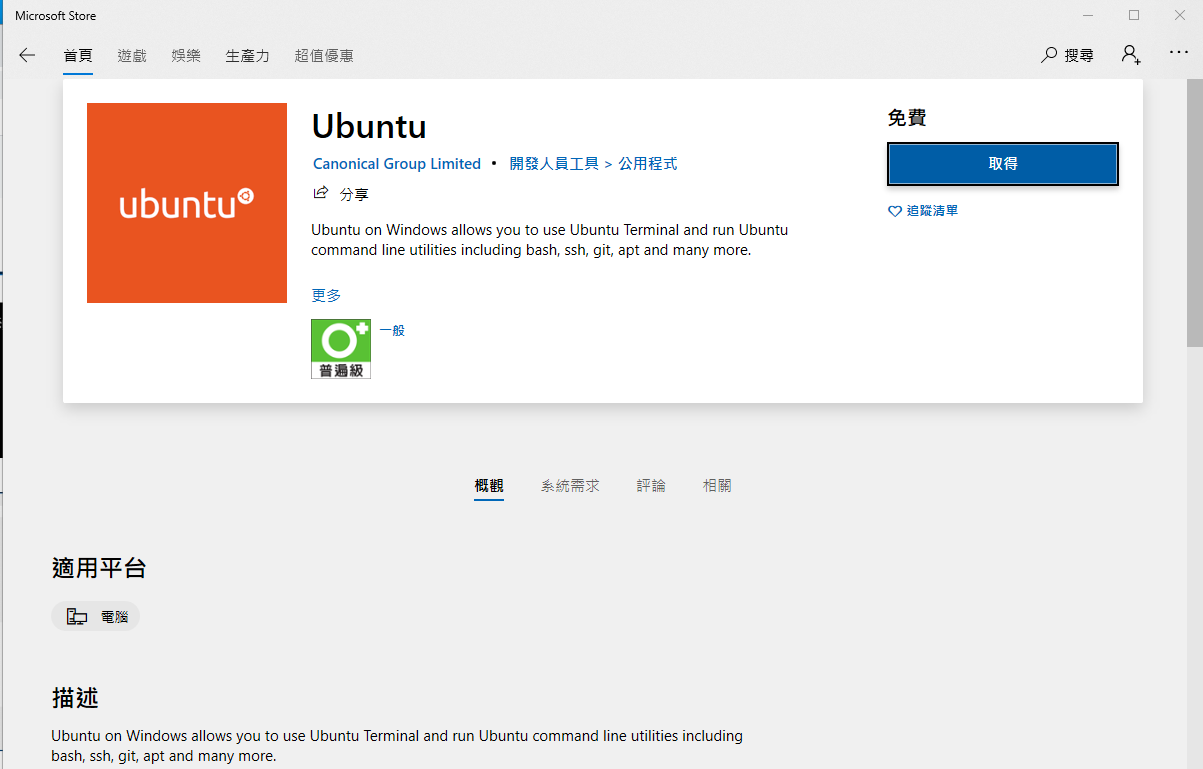 Microsoft Store
首頁 遊戲 娛樂 生產力 超值優惠 搜尋
ubuntu
Ubuntu
Canonical Group Limited • 開發人員工具 > 公用程式
分享
Ubuntu on Windows allows you to use Ubuntu Terminal and run Ubuntu
command line utilities including bash, ssh, git, apt and many more.
更多
普遍級
一般
免費
取得
追蹤清單
概觀 系統需求 評論 相關
適用平台
電腦
描述
Ubuntu on Windows allows you to use Ubuntu Terminal and run Ubuntu command line utilities including
bash, ssh, git, apt and many more.